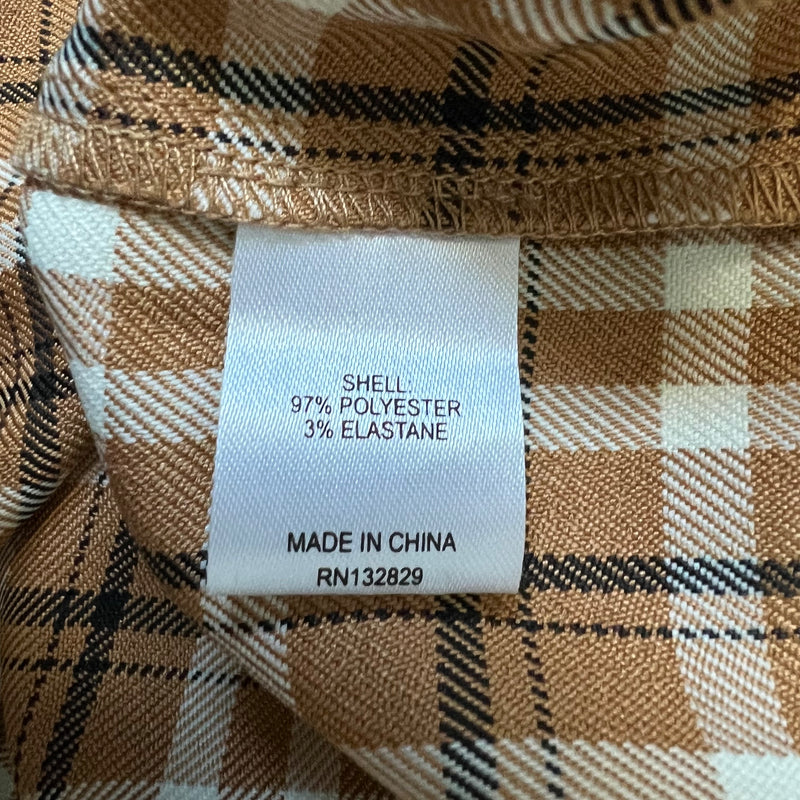 SHELL:
97% POLYESTER
3% ELASTANE
MADE IN CHINA
RN132829